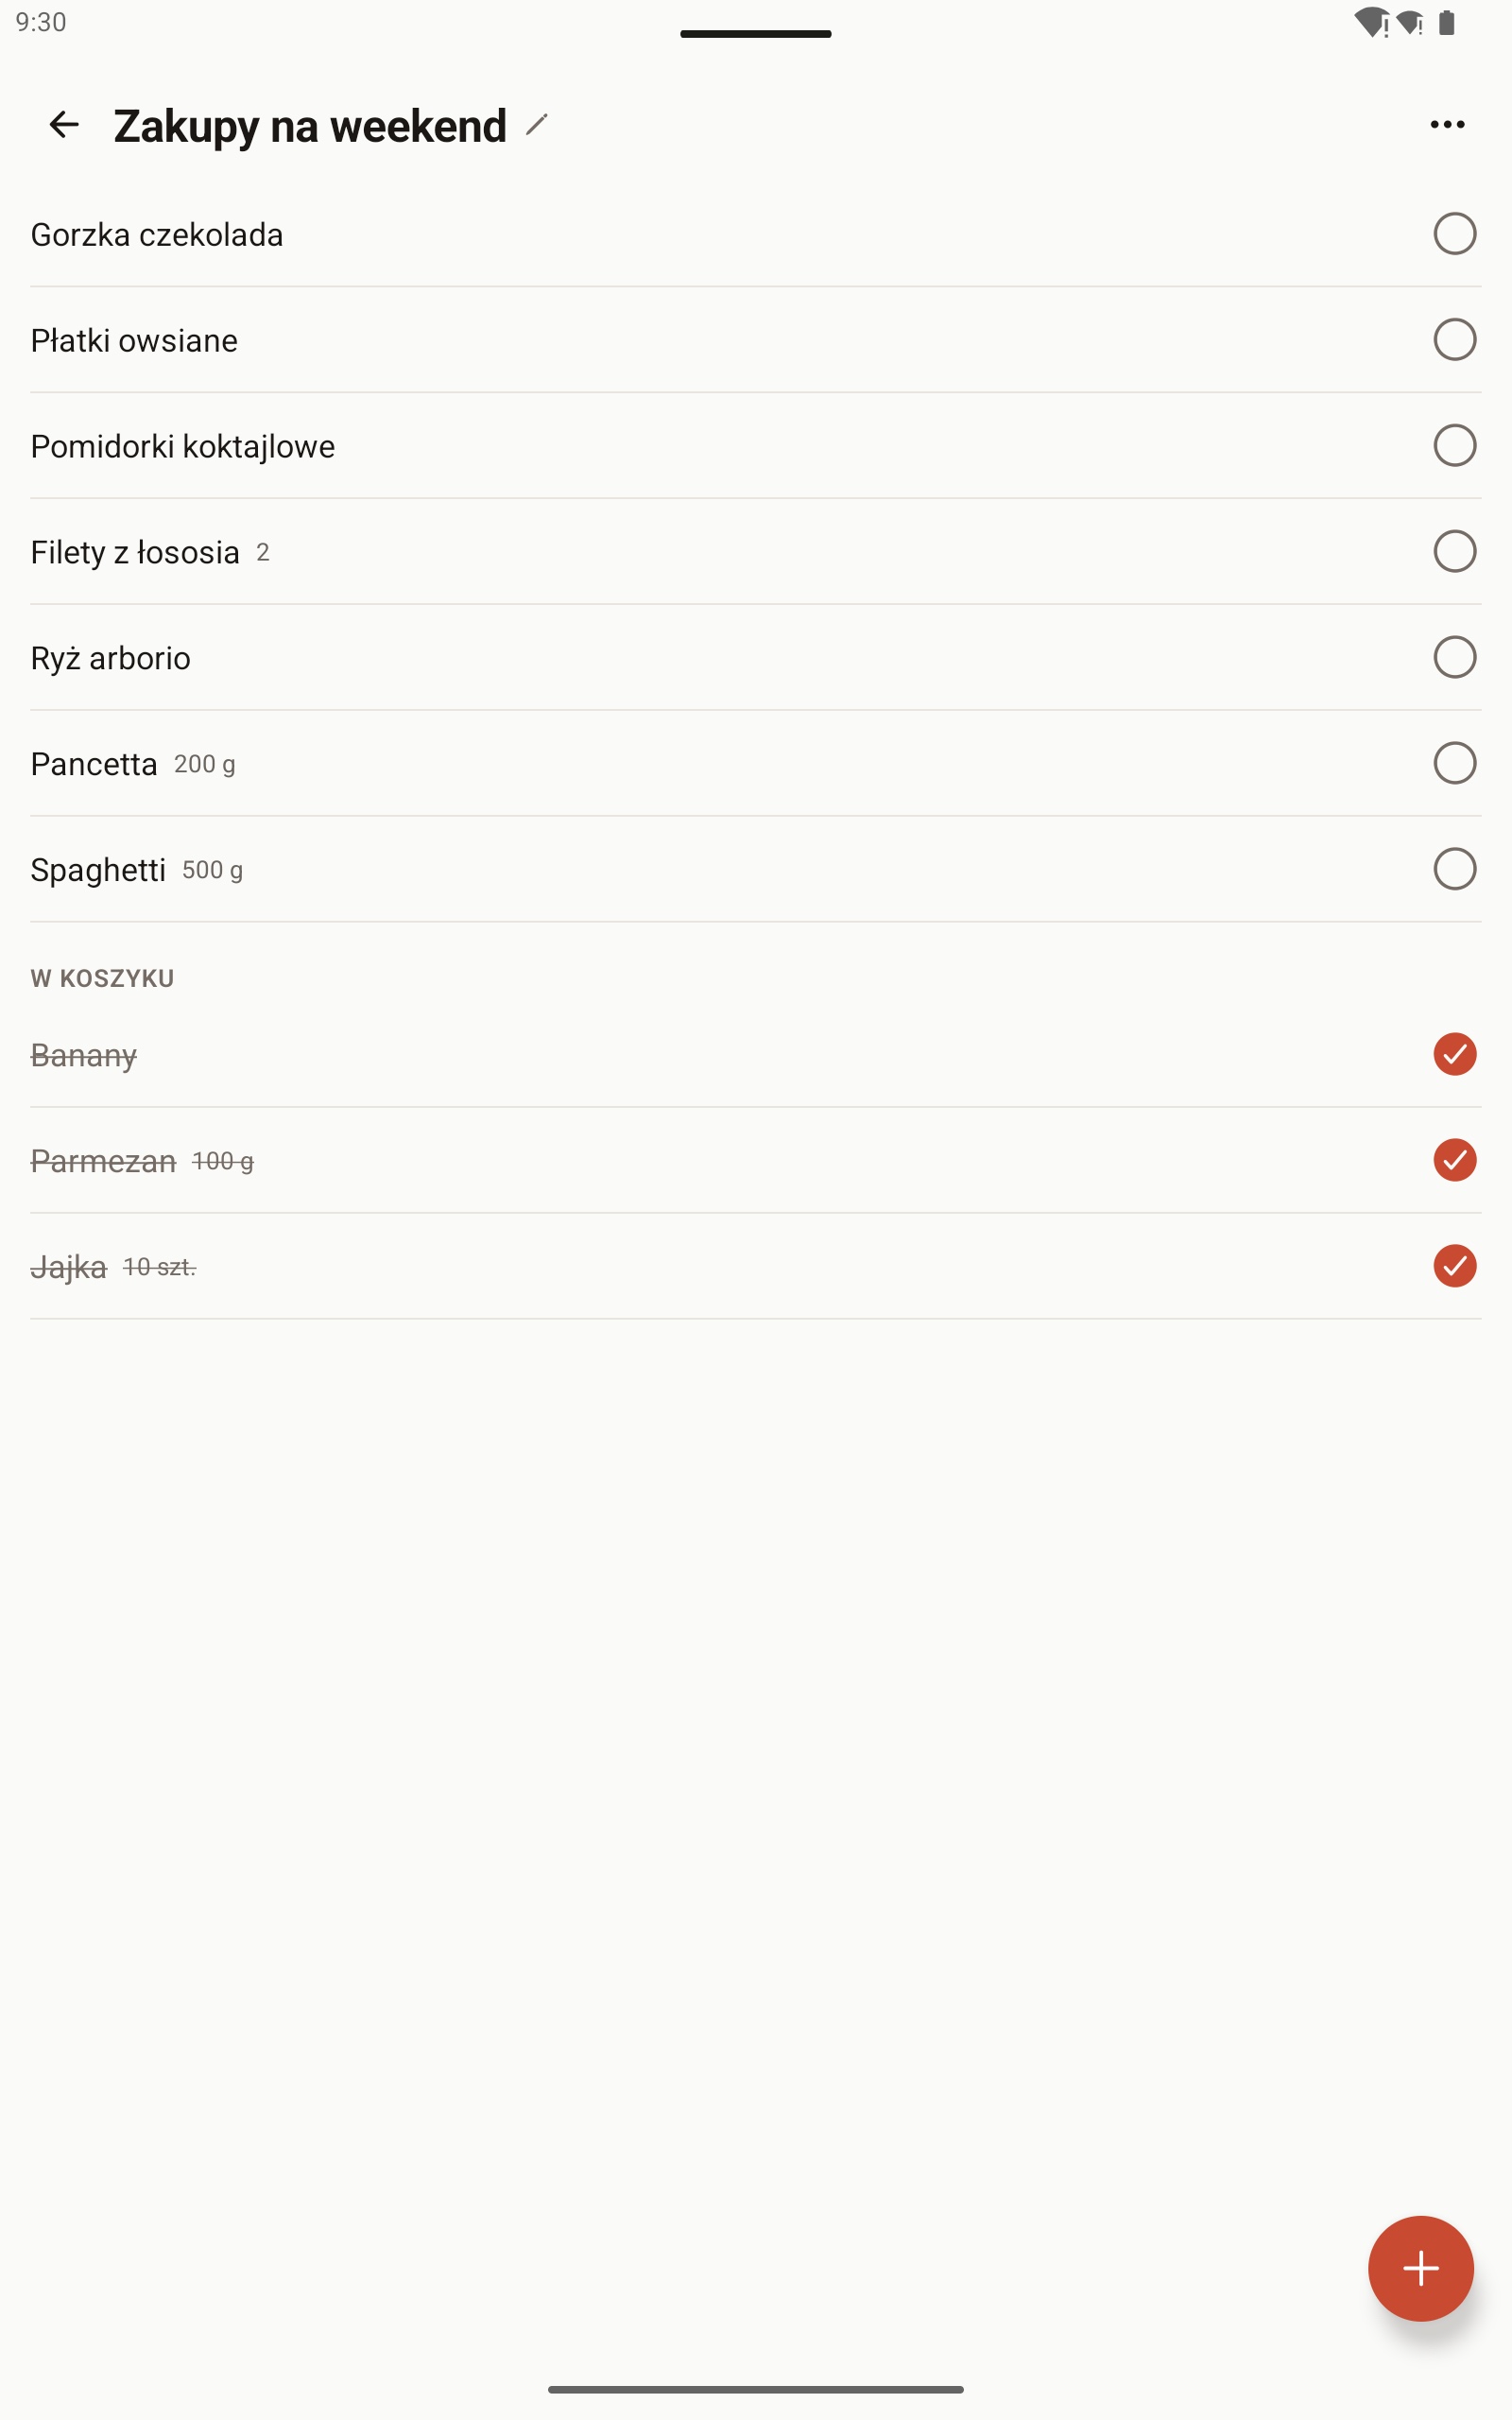 9:30
Zakupy na weekend
Gorzka czekolada
Płatki owsiane
Pomidorki koktajlowe
Filety z łososia 2
Ryż arborio
Pancetta 200 g
Spaghetti 500 g
W KOSZYKU
Banany
Parmezan 100 g
Jajka 10 szt.